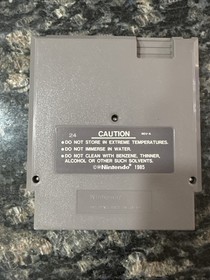 CAUTION
● DO NOT STORE IN EXTREME TEMPERATURES.
● DO NOT IMMERSE IN WATER.
● DO NOT CLEAN WITH BENZENE, THINNER,
ALCOHOL OR OTHER SUCH SOLVENTS.
©®Nintendo® 1985